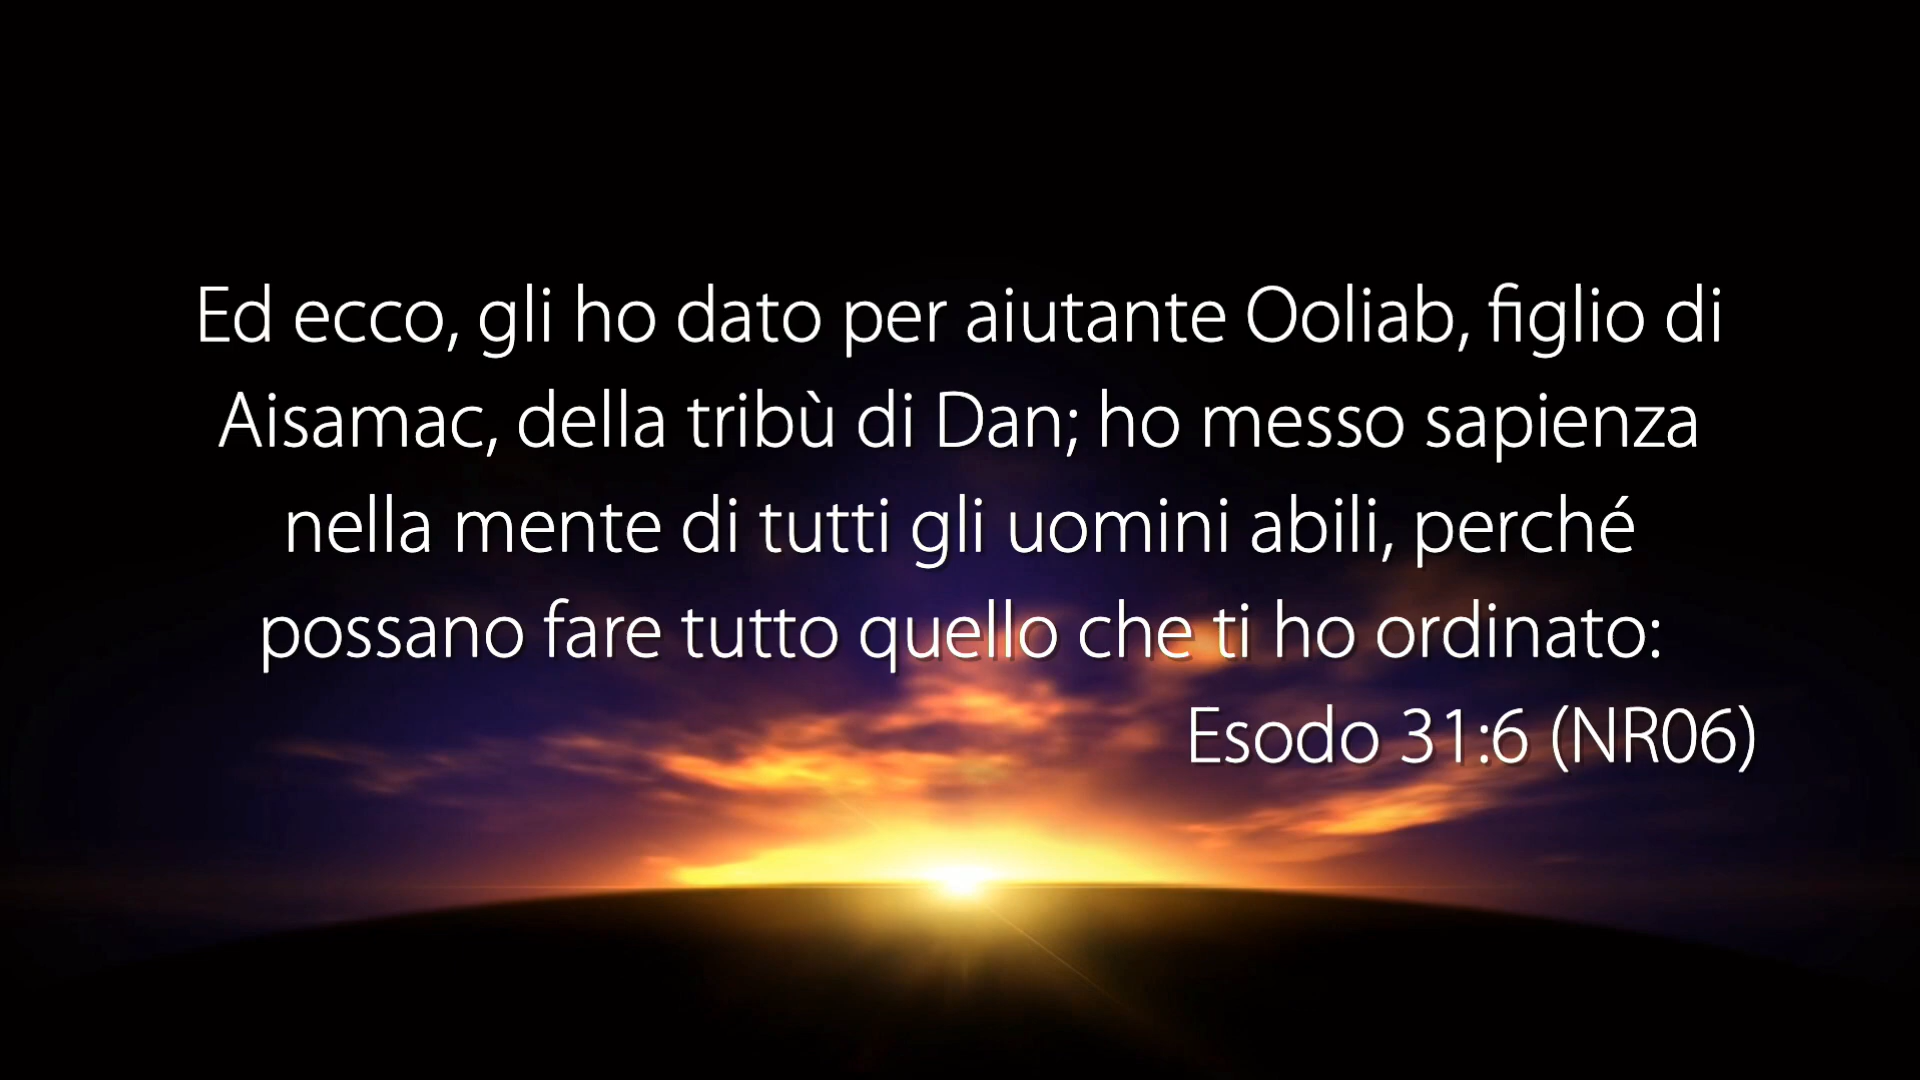 Ed ecco, gli ho dato per aiutante Ooliab, figlio di
Aisamac, della tribù di Dan; ho messo sapienza
nella mente di tutti gli uomini abili, perché
possano fare tutto quello che ti ho ordinato:
Esodo 31:6 (NR06)